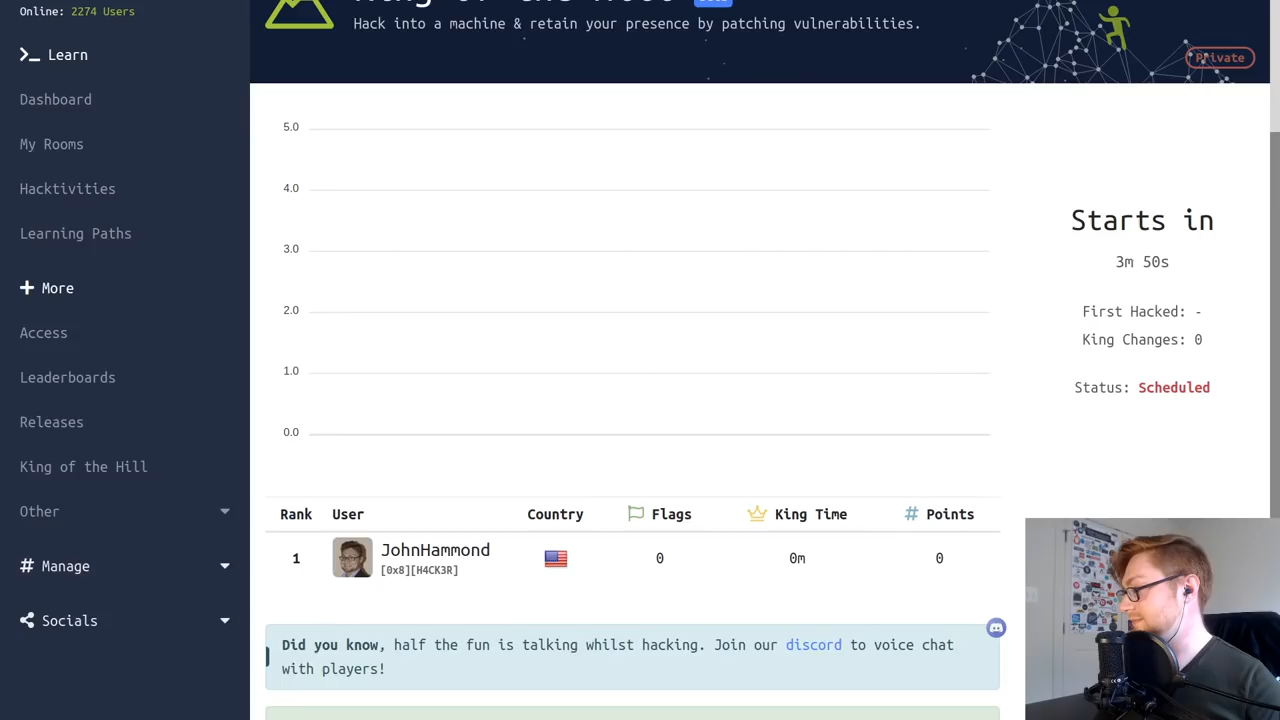 Online: 2274 Users
Learn
Dashboard
My Rooms
Hacktivities
Learning Paths
More
Access
Leaderboards
Releases
King of the Hill
Other
Manage
Socials
Hack into a machine & retain your presence by patching vulnerabilities.
Private
5.0
4.0
3.0
2.0
1.0
0.0
Starts in
3m 50s
First Hacked: -
King Changes: 0
Status: Scheduled
Rank User Country Flags King Time # Points
1 JohnHammond 0 0m 0
[0x8][H4CK3R]
Did you know, half the fun is talking whilst hacking. Join our discord to voice chat
with players!